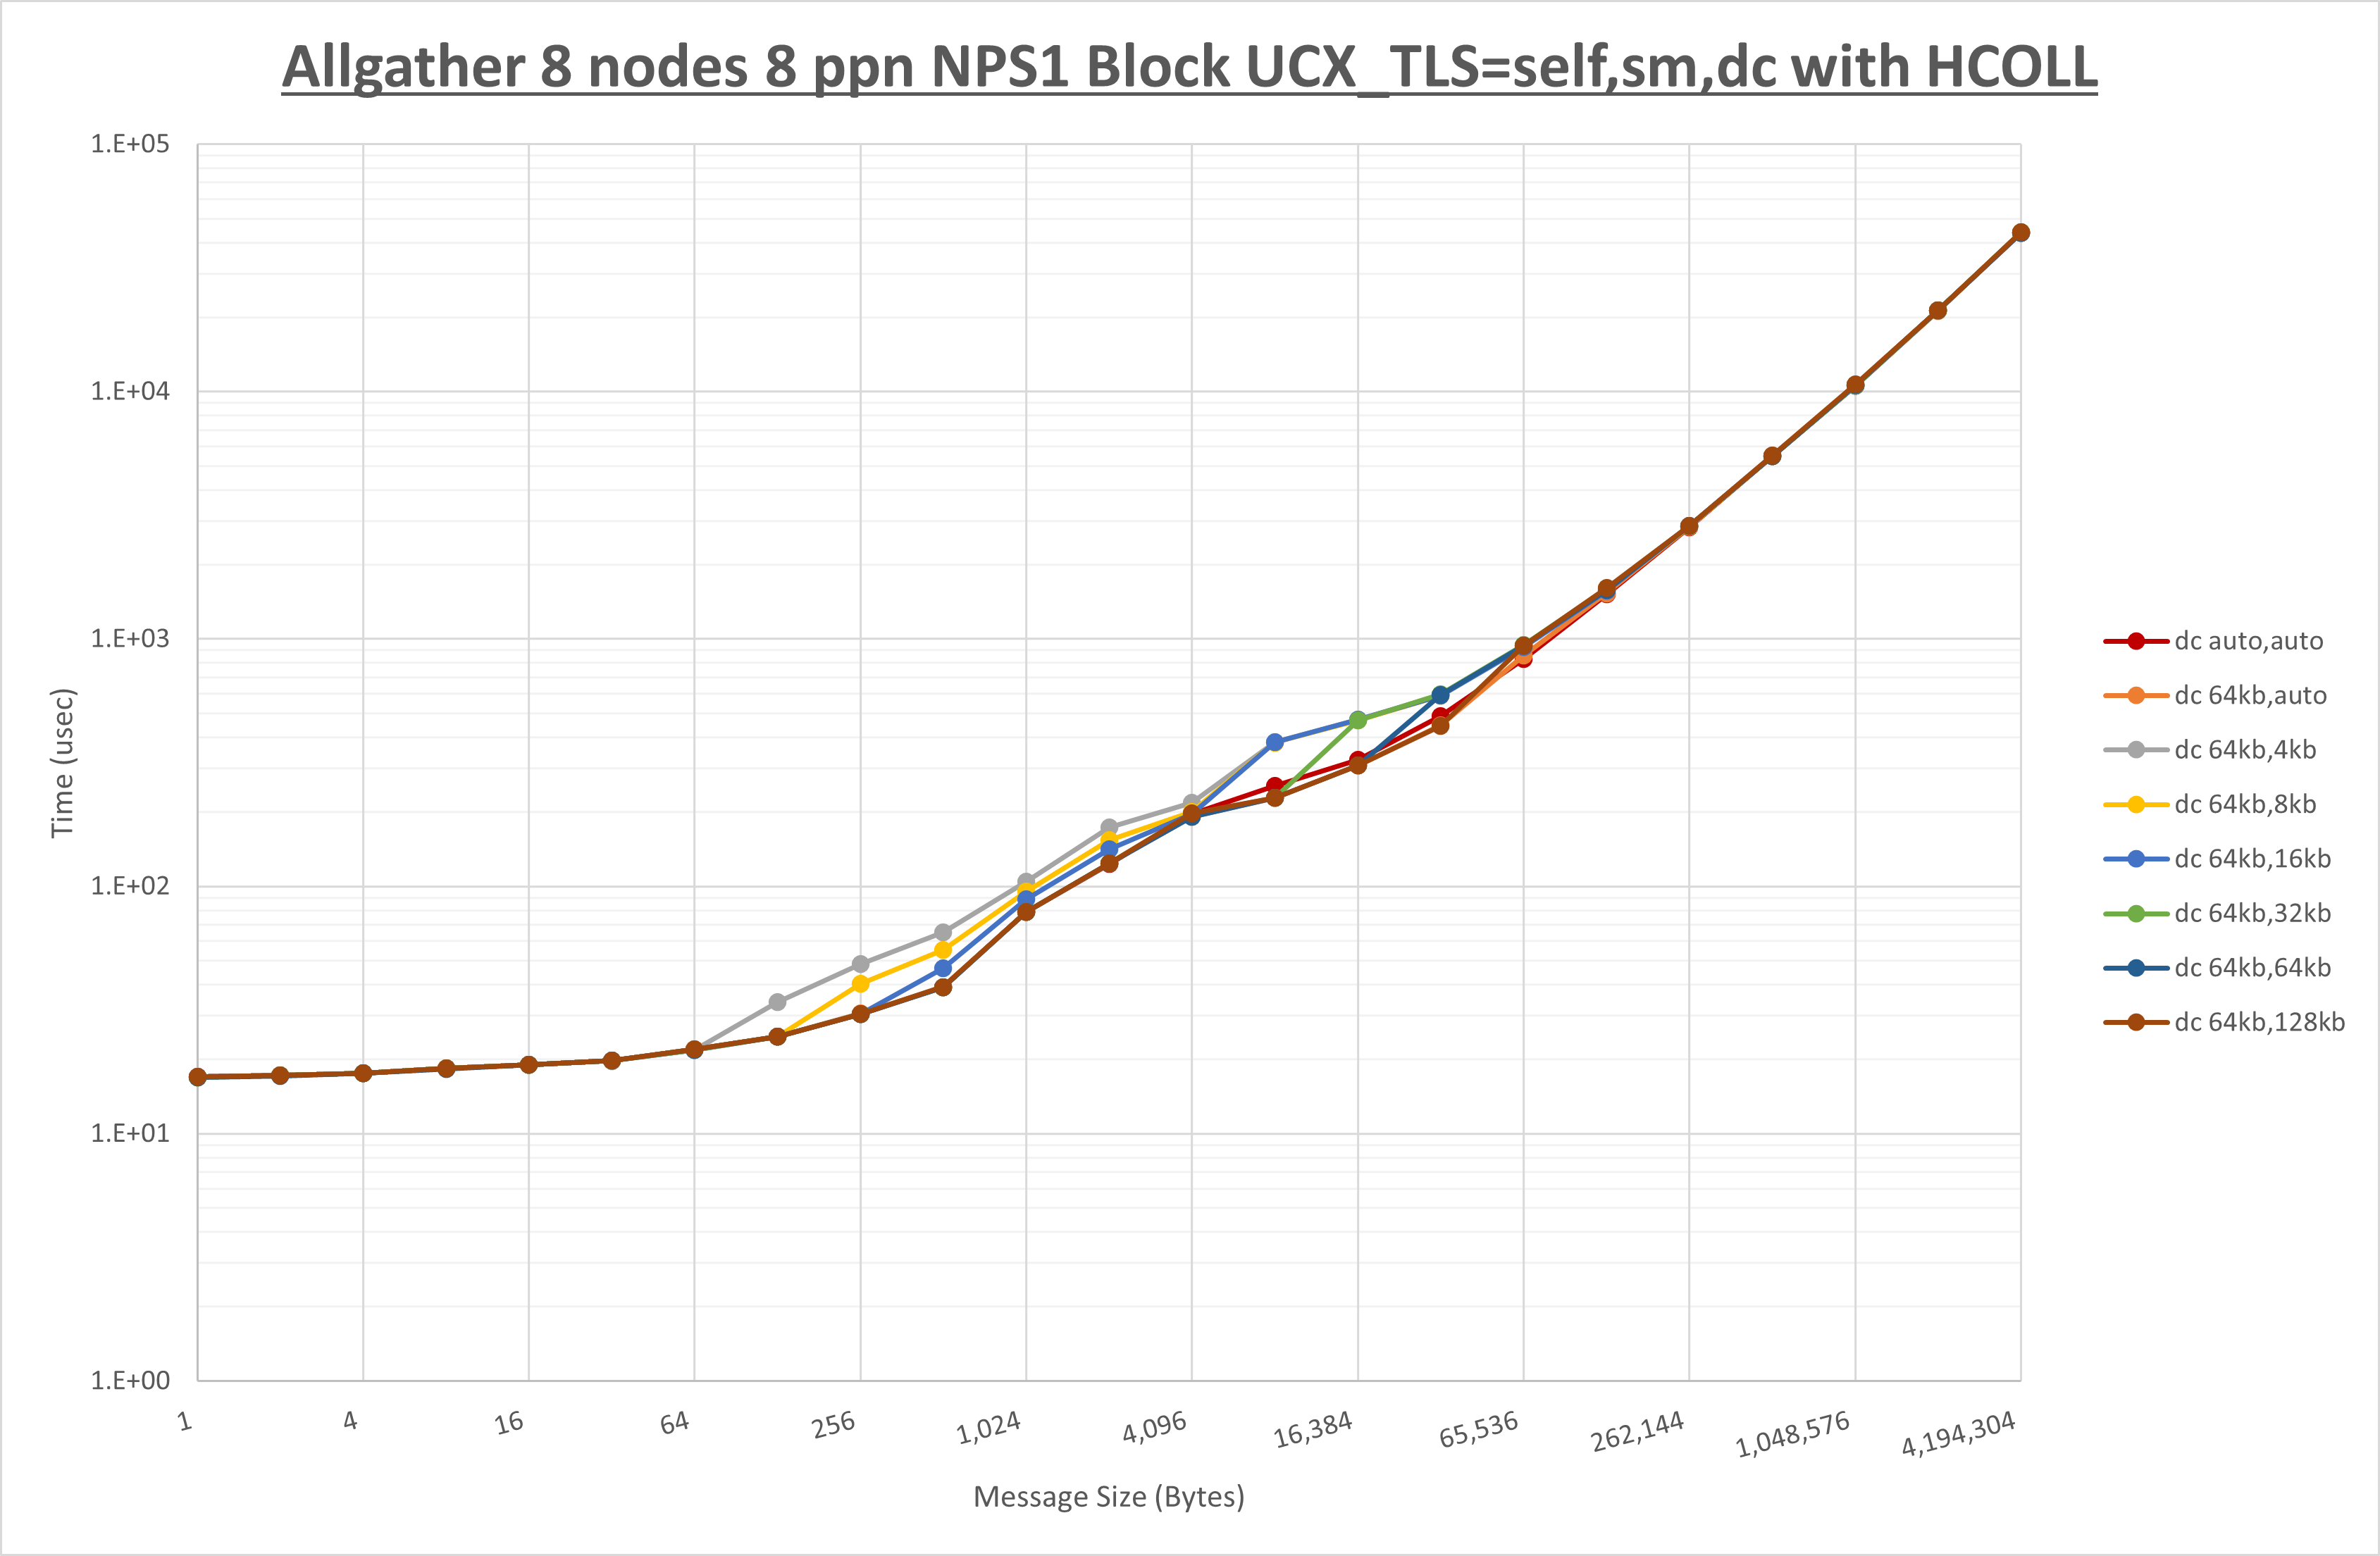 Allgather 8 nodes 8 ppn NPS1 Block UCX_TLS=self,sm,dc with HCOLL
1.E+05
1.E+04
1.E+03
1.E+02
1.E+01
1.E+00
Time (usec)
1 4 16 64 256 1,024 4,096 16,384 65,536 262,144 1,048,576 4,194,304
Message Size (Bytes)
dc auto,auto
dc 64kb,auto
dc 64kb,4kb
dc 64kb,8kb
dc 64kb,16kb
dc 64kb,32kb
dc 64kb,64kb
dc 64kb,128kb